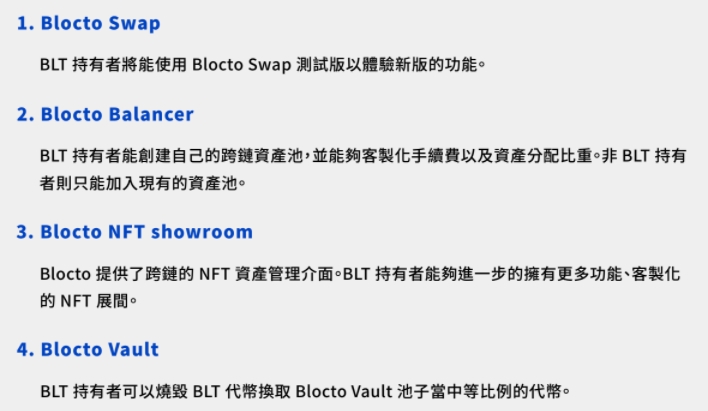 1. Blocto Swap
BLT 持有者將能使用 Blocto Swap 測試版以體驗新版的功能。
2. Blocto Balancer
BLT 持有者能創建自己的跨鏈資產池，並能夠客製化手續費以及資產分配比重。非 BLT 持有
者則只能加入現有的資產池。
3. Blocto NFT showroom
Blocto 提供了跨鏈的 NFT 資產管理介面。BLT 持有者能夠進一步的擁有更多功能、客製化
的 NFT 展間。
4. Blocto Vault
BLT 持有者可以燒毀 BLT 代幣換取 Blocto Vault 池子當中等比例的代幣。